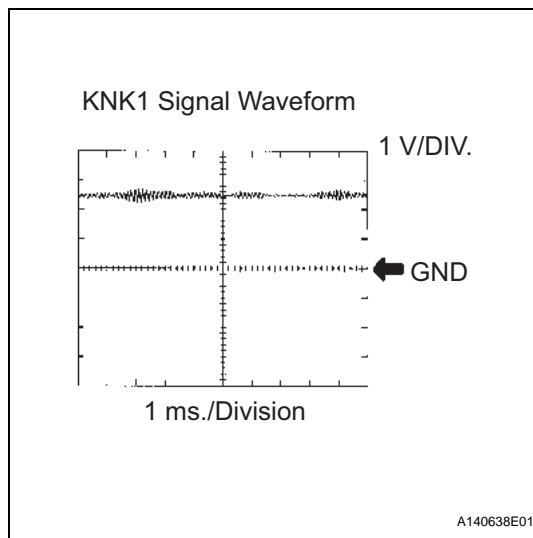 KNK1 Signal Waveform
1 V/DIV.
GND
1 ms./Division
A140638E01